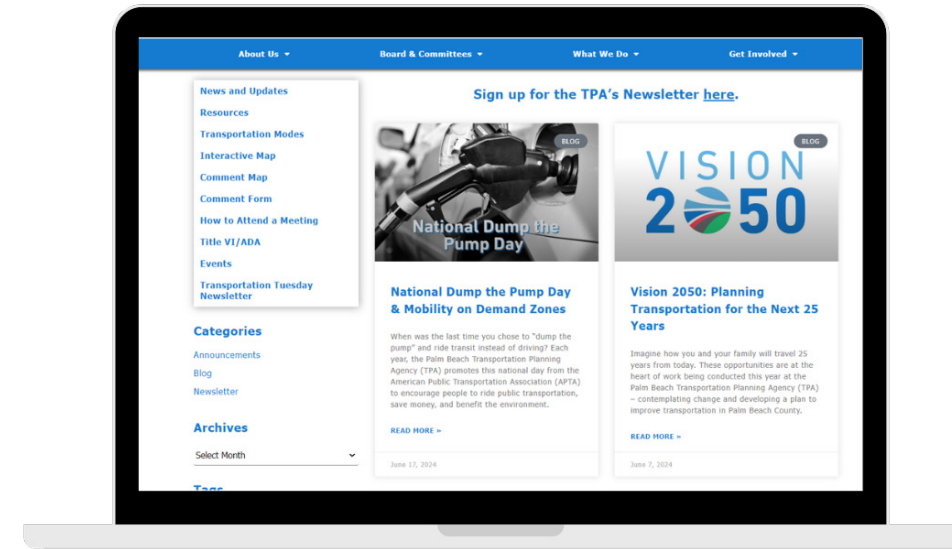 About Us
Board & Committees
What We Do
Get Involved
News and Updates
Resources
Transportation Modes
Interactive Map
Comment Map
Comment Form
How to Attend a Meeting
Title VI/ADA
Events
Transportation Tuesday
Newsletter
Categories
Announcements
Blog
Newsletter
Archives
Select Month
Tags
Sign up for the TPA's Newsletter here.
BLOG
National Dump the
Pump Day
National Dump the Pump Day
& Mobility on Demand Zones
When was the last time you chose to "dump the
pump" and ride transit instead of driving? Each
year, the Palm Beach Transportation Planning
Agency (TPA) promotes this national day from the
American Public Transportation Association (APTA)
to encourage people to ride public transportation,
save money, and benefit the environment.
READ MORE »
June 17, 2024
BLOG
VISION
2050
Vision 2050: Planning
Transportation for the Next 25
Years
Imagine how you and your family will travel 25
years from today. These opportunities are at the
heart of work being conducted this year at the
Palm Beach Transportation Planning Agency (TPA)
– contemplating change and developing a plan to
improve transportation in Palm Beach County.
READ MORE »
June 7, 2024